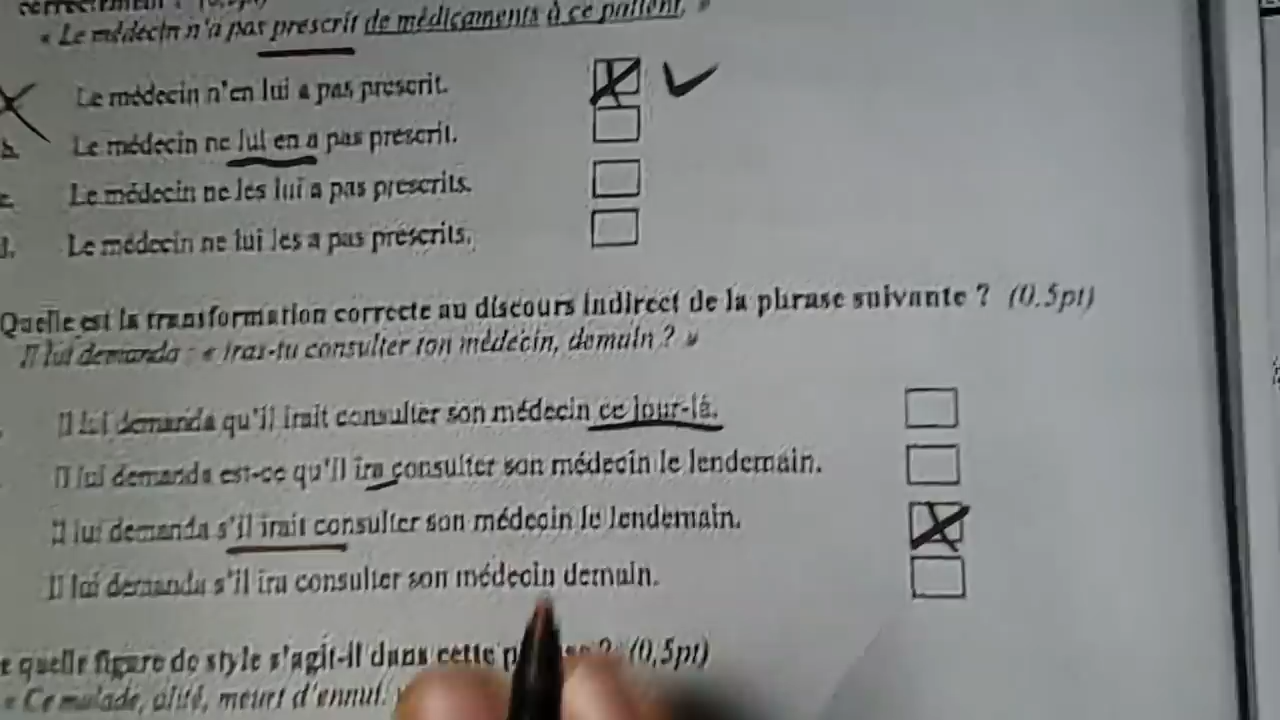 correctement ? (0,5pt)
« Le médecin n'a pas prescrit de médicaments à ce patient. »
Le médecin n'en lui a pas prescrit.
b. Le médecin ne lui en a pas prescrit.
c. Le médecin ne les lui a pas prescrits.
d. Le médecin ne lui les a pas prescrits.
Quelle est la transformation correcte au discours indirect de la phrase suivante ? (0.5pt)
Il lui demanda : « iras-tu consulter ton médecin, demain ? »
Il lui demanda qu'il irait consulter son médecin ce jour-là.
Il lui demanda est-ce qu'il ira consulter son médecin le lendemain.
Il lui demanda s'il irait consulter son médecin le lendemain.
Il lui demanda s'il ira consulter son médecin demain.
e quelle figure de style s'agit-il dans cette ? (0,5pt)
« Ce malade, alité, meurt d'ennui.